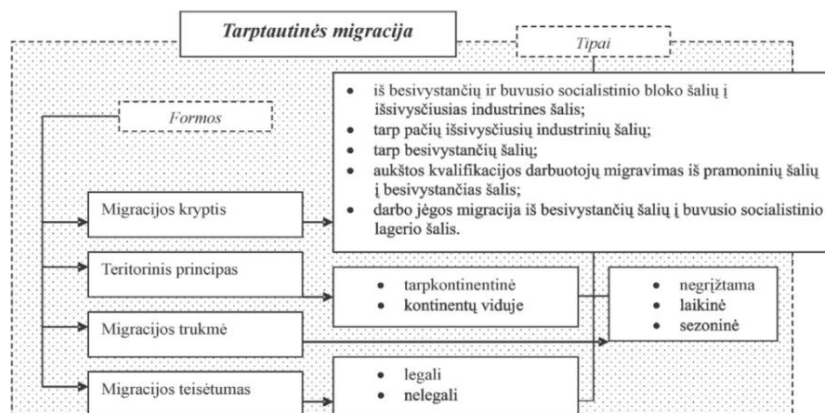 Tarptautinės migracija
Tipai
Formos
• iš besivystančių ir buvusio socialistinio bloko šalių į
išsivysčiusias industrines šalis;
• tarp pačių išsivysčiusių industrinių šalių;
• tarp besivystančių šalių;
• aukštos kvalifikacijos darbuotojų migravimas iš pramoninių šalių
į besivystančias šalis;
• darbo jėgos migracija iš besivystančių šalių į buvusio socialistinio
lagerio šalis.
Migracijos kryptis
Teritorinis principas
• tarpkontinentinė
• kontinentų viduje
• negrįžtama
• laikinė
• sezoninė
Migracijos trukmė
Migracijos teisėtumas
• legali
• nelegali